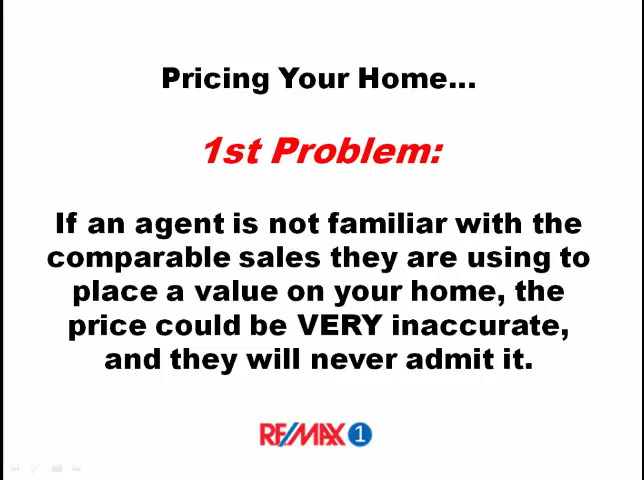 Pricing Your Home...
1st Problem:
If an agent is not familiar with the
comparable sales they are using to
place a value on your home, the
price could be VERY inaccurate,
and they will never admit it.
RE/MAX 1